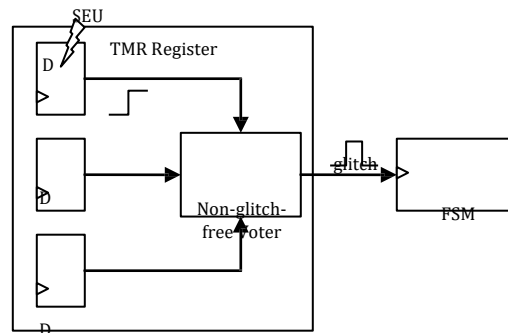 SEU
TMR Register
D
D
D
Non-glitch-
free Voter
glitch
FSM